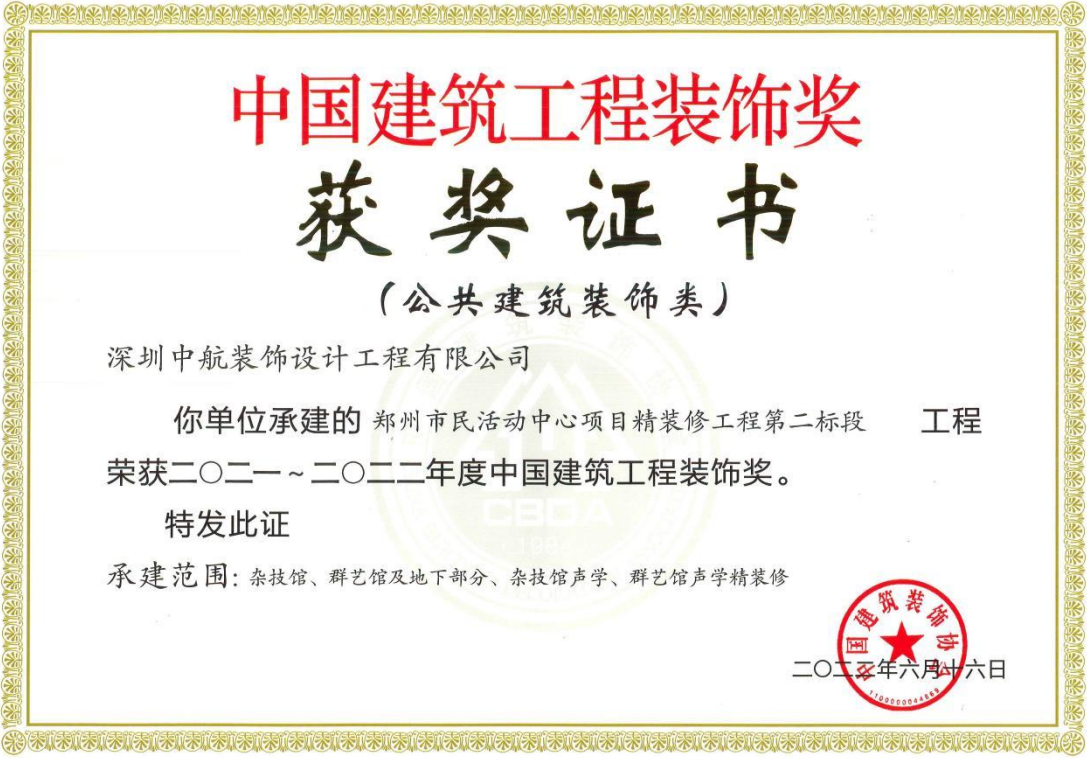 中国建筑工程装饰奖
获奖证书
（公共建筑装饰类）
深圳中航装饰设计工程有限公司
你单位承建的 郑州市民活动中心项目精装修工程第二标段 工程
荣获二〇二一～二〇二二年度中国建筑工程装饰奖。
特发此证
承建范围：杂技馆、群艺馆及地下部分、杂技馆声学、群艺馆声学精装修
中国建筑装饰协会
二〇二二年六月十六日
CBDA